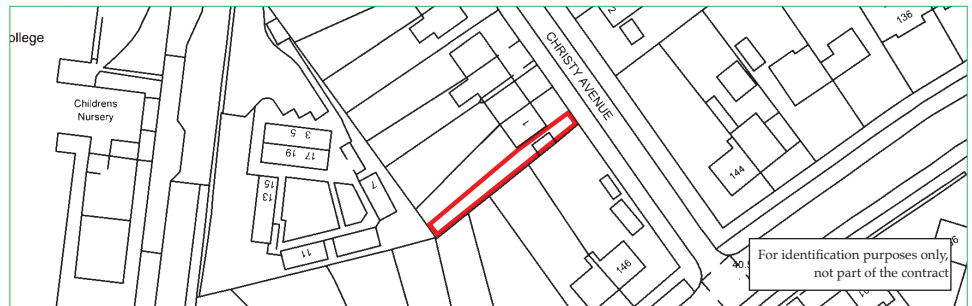 ollege
Childrens
Nursery
3 5
19 17
15
13
11
7
1
CHRISTY AVENUE
2
136
144
146
40.5
For identification purposes only,
not part of the contract